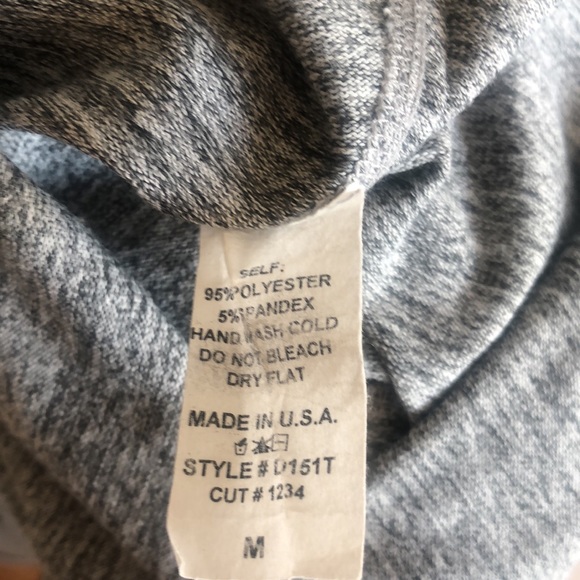 SELF:
95% POLYESTER
5% SPANDEX
HAND WASH COLD
DO NOT BLEACH
DRY FLAT
MADE IN U.S.A.
STYLE # D151T
CUT # 1234
M